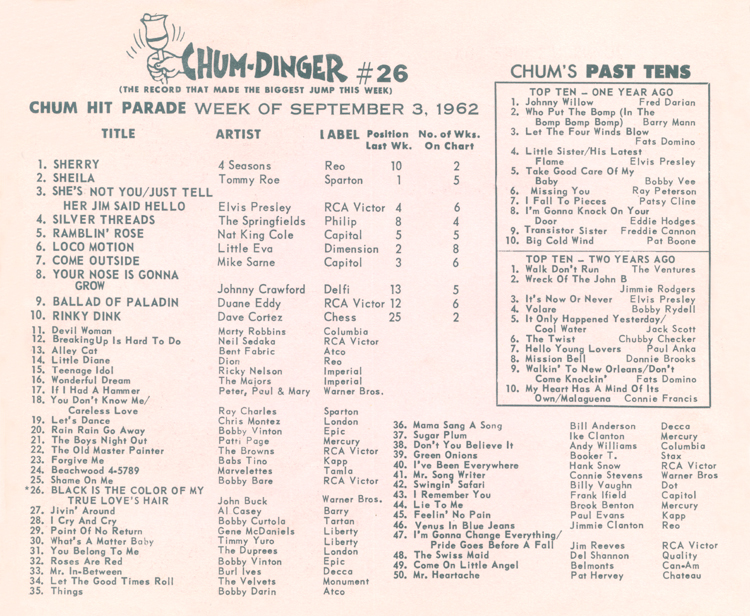 CHUM-DINGER #26
(THE RECORD THAT MADE THE BIGGEST JUMP THIS WEEK)
CHUM HIT PARADE WEEK OF SEPTEMBER 3, 1962
TITLE ARTIST LABEL Position Last Wk. No. of Wks. On Chart
1. SHERRY 4 Seasons Reo 10 2
2. SHEILA Tommy Roe Sparton 1 5
3. SHE'S NOT YOU/JUST TELL
HER JIM SAID HELLO Elvis Presley RCA Victor 4 6
4. SILVER THREADS The Springfields Philip 8 4
5. RAMBLIN' ROSE Nat King Cole Capitol 5 5
6. LOCO MOTION Little Eva Dimension 2 8
7. COME OUTSIDE Mike Sarne Capitol 3 6
8. YOUR NOSE IS GONNA
GROW Johnny Crawford Delfi 13 5
9. BALLAD OF PALADIN Duane Eddy RCA Victor 12 6
10. RINKY DINK Dave Cortez Chess 25 2
11. Devil Woman Morty Robbins Columbia
12. BreakingUp Is Hard To Do Neil Sedaka RCA Victor
13. Alley Cat Bent Fabric Atco
14. Little Diane Dion Reo
15. Teenage Idol Ricky Nelson Imperial
16. Wonderful Dream The Majors Imperial
17. If I Had A Hammer Peter, Paul & Mary Warner Bros.
18. You Don't Know Me/
Careless Love Ray Charles Sparton
19. Let's Dance Chris Montez London
20. Rain Rain Go Away Bobby Vinton Epic
21. The Boys Night Out Patti Page Mercury
22. The Old Master Painter The Browns RCA Victor
23. Forgive Me Babs Tino Kapp
24. Beachwood 4-5789 Marvelettes Tamla
25. Shame On Me Bobby Bare RCA Victor
*26. BLACK IS THE COLOR OF MY
TRUE LOVE'S HAIR John Buck Warner Bros.
27. Jivin' Around Al Casey Barry
28. I Cry And Cry Bobby Curtola Tartan
29. Point Of No Return Gene McDaniels Liberty
30. What's A Matter Baby Timmy Yuro Liberty
31. You Belong To Me The Duprees London
32. Roses Are Red Bobby Vinton Epic
33. Mr. In-Between Burl Ives Decca
34. Let The Good Times Roll The Velvets Monument
35. Things Bobby Darin Atco
36. Mama Sang A Song Bill Anderson Decca
37. Sugar Plum Ike Clanton Mercury
38. Don't You Believe It Andy Williams Columbia
39. Green Onions Booker T. Stax
40. I've Been Everywhere Hank Snow RCA Victor
41. Mr. Song Writer Connie Stevens Warner Bros
42. Swingin' Safari Billy Vaughn Dot
43. I Remember You Frank Ifield Capitol
44. Lie To Me Brook Benton Mercury
45. Feelin' No Pain Paul Evans Kapp
46. Venus In Blue Jeans Jimmie Clanton Reo
47. I'm Gonna Change Everything/
Pride Goes Before A Fall Jim Reeves RCA Victor
48. The Swiss Maid Del Shannon Quality
49. Come On Little Angel Belmonts Can-Am
50. Mr. Heartache Pat Hervey Chateau
CHUM'S PAST TENS
TOP TEN – ONE YEAR AGO
1. Johnny Willow Fred Darian
2. Who Put The Bomp (In The
Bomp Bomp Bomp) Barry Mann
3. Let The Four Winds Blow
Fats Domino
4. Little Sister/His Latest
Flame Elvis Presley
5. Take Good Care Of My
Baby Bobby Vee
6. Missing You Ray Peterson
7. I Fall To Pieces Patsy Cline
8. I'm Gonna Knock On Your
Door Eddie Hodges
9. Transistor Sister Freddie Cannon
10. Big Cold Wind Pat Boone
TOP TEN – TWO YEARS AGO
1. Walk Don't Run The Ventures
2. Wreck Of The John B
Jimmie Rodgers
3. It's Now Or Never Elvis Presley
4. Volare Bobby Rydell
5. It Only Happened Yesterday/
Cool Water Jack Scott
6. The Twist Chubby Checker
7. Hello Young Lovers Paul Anka
8. Mission Bell Donnie Brooks
9. Walkin' To New Orleans/Don't
Come Knockin' Fats Domino
10. My Heart Has A Mind Of Its
Own/Malaguena Connie Francis